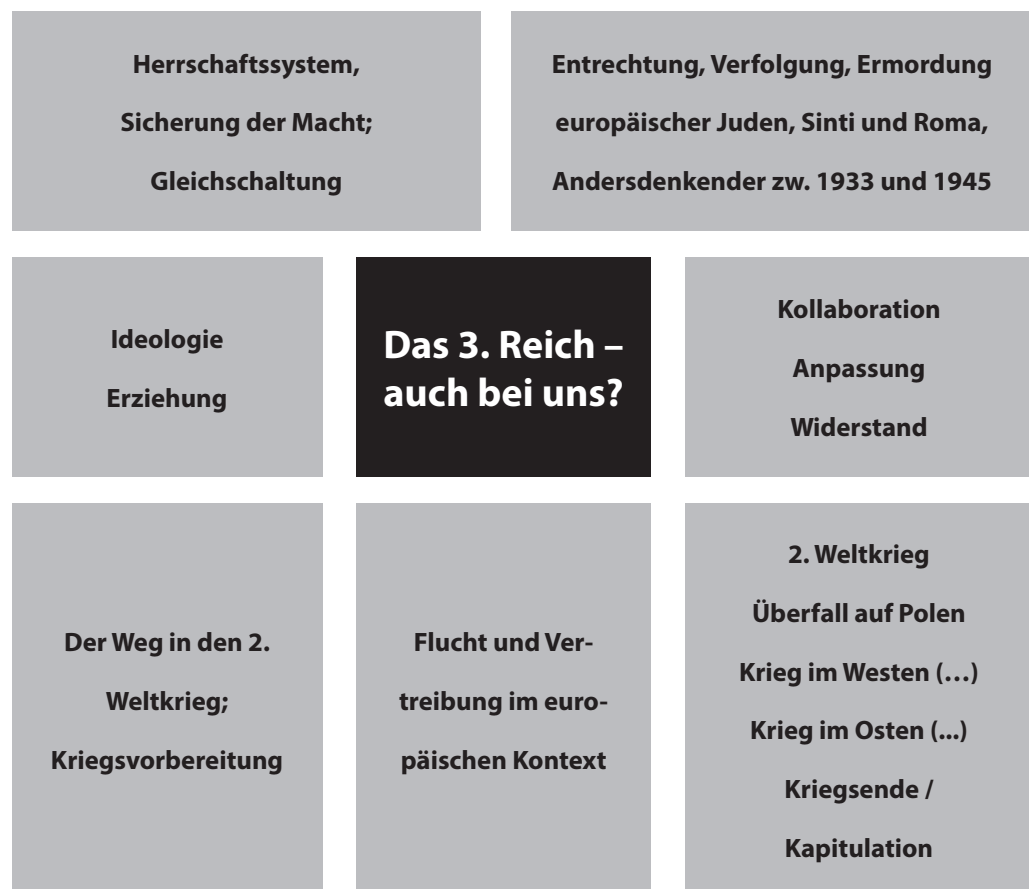 Herrschaftssystem,
Sicherung der Macht;
Gleichschaltung
Entrechtung, Verfolgung, Ermordung
europäischer Juden, Sinti und Roma,
Andersdenkender zw. 1933 und 1945
Ideologie
Erziehung
Das 3. Reich –
auch bei uns?
Kollaboration
Anpassung
Widerstand
Der Weg in den 2.
Weltkrieg;
Kriegsvorbereitung
Flucht und Ver-
treibung im euro-
päischen Kontext
2. Weltkrieg
Überfall auf Polen
Krieg im Westen (…)
Krieg im Osten (...)
Kriegsende /
Kapitulation